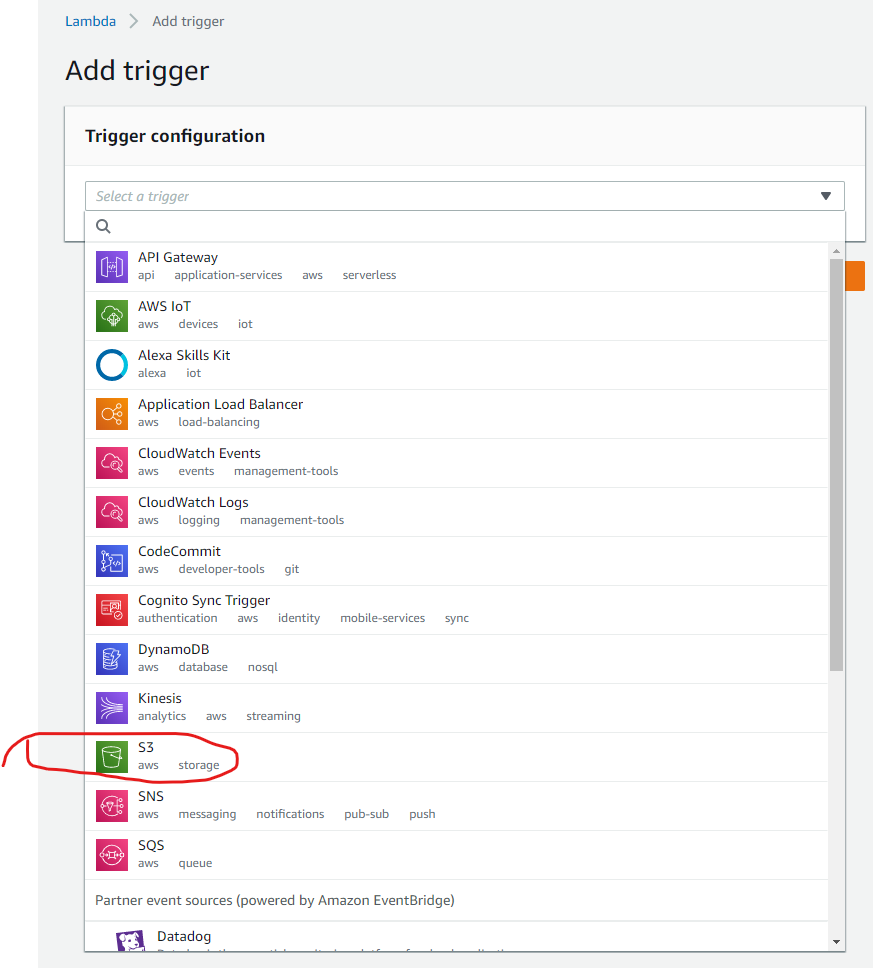 Lambda > Add trigger
Add trigger
Trigger configuration
Select a trigger
API Gateway
api application-services aws serverless
AWS IoT
aws devices iot
Alexa Skills Kit
alexa iot
Application Load Balancer
aws load-balancing
CloudWatch Events
aws events management-tools
CloudWatch Logs
aws logging management-tools
CodeCommit
aws developer-tools git
Cognito Sync Trigger
authentication aws identity mobile-services sync
DynamoDB
aws database nosql
Kinesis
analytics aws streaming
S3
aws storage
SNS
aws messaging notifications pub-sub push
SQS
aws queue
Partner event sources (powered by Amazon EventBridge)
Datadog